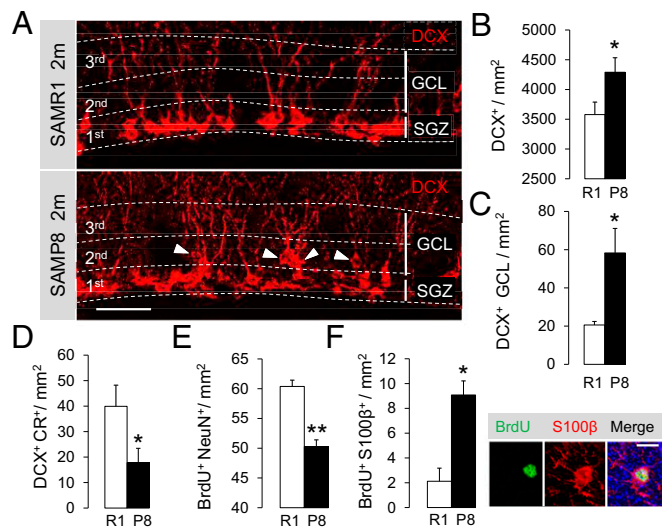 A
SAMR1 2m
DCX
3rd
GCL
2nd
1st
SGZ
SAMP8 2m
DCX
3rd
GCL
2nd
1st
SGZ
B
DCX+ / mm2
5000
4500
4000
3500
3000
2500
*
R1 P8
C
DCX+ GCL / mm2
80
60
40
20
0
*
R1 P8
D
DCX+ CR+/ mm2
60
50
40
30
20
10
0
*
R1 P8
E
BrdU+ NeuN+/ mm2
65
60
55
50
45
40
**
R1 P8
F
BrdU+ S100β+/ mm2
12
10
8
6
4
2
0
*
R1 P8
BrdU S100β Merge